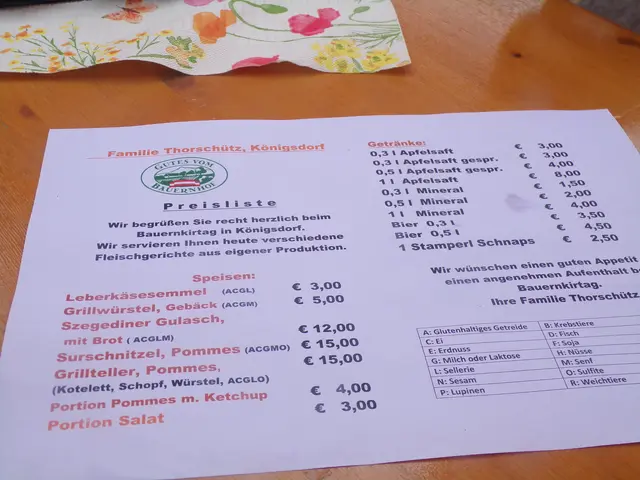 Familie Thorschütz, Königsdorf
GUTES VOM
BAUERNHOF
Preisliste
Wir begrüßen Sie recht herzlich beim
Bauernkirtag in Königsdorf.
Wir servieren Ihnen heute verschiedene
Fleischgerichte aus eigener Produktion.
Speisen:
Leberkäsesemmel (ACGL) € 3,00
Grillwürstel, Gebäck (ACGM) € 5,00
Szegediner Gulasch,
mit Brot ( ACGLM) € 12,00
Surschnitzel, Pommes (ACGMO) € 15,00
Grillteller, Pommes, € 15,00
(Kotelett, Schopf, Würstel, ACGLO)
Portion Pommes m. Ketchup € 4,00
Portion Salat € 3,00
Getränke:
0,3 l Apfelsaft € 3,00
0,3 l Apfelsaft gespr. € 3,00
0,5 l Apfelsaft gespr. € 4,00
1 l Apfelsaft € 8,00
0,3 l Mineral € 1,50
0,5 l Mineral € 2,00
1 l Mineral € 4,00
Bier 0,3 l € 3,50
Bier 0,5 l € 4,50
1 Stamperl Schnaps € 2,50
Wir wünschen einen guten Appetit
einen angenehmen Aufenthalt b
Bauernkirtag.
Ihre Familie Thorschütz
A: Glutenhaltiges Getreide B: Krebstiere
C: Ei D: Fisch
E: Erdnuss F: Soja
G: Milch oder Laktose H: Nüsse
L: Sellerie M: Senf
N: Sesam O: Sulfite
P: Lupinen R: Weichtiere